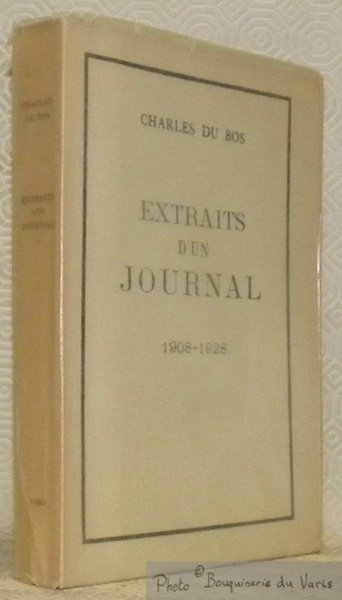 CHARLES
DU BOS
EXTRAITS
D'UN
JOURNAL
CHARLES DU BOS
EXTRAITS
D'UN
JOURNAL
1908-1928
Photo © Bouquinerie du Varis